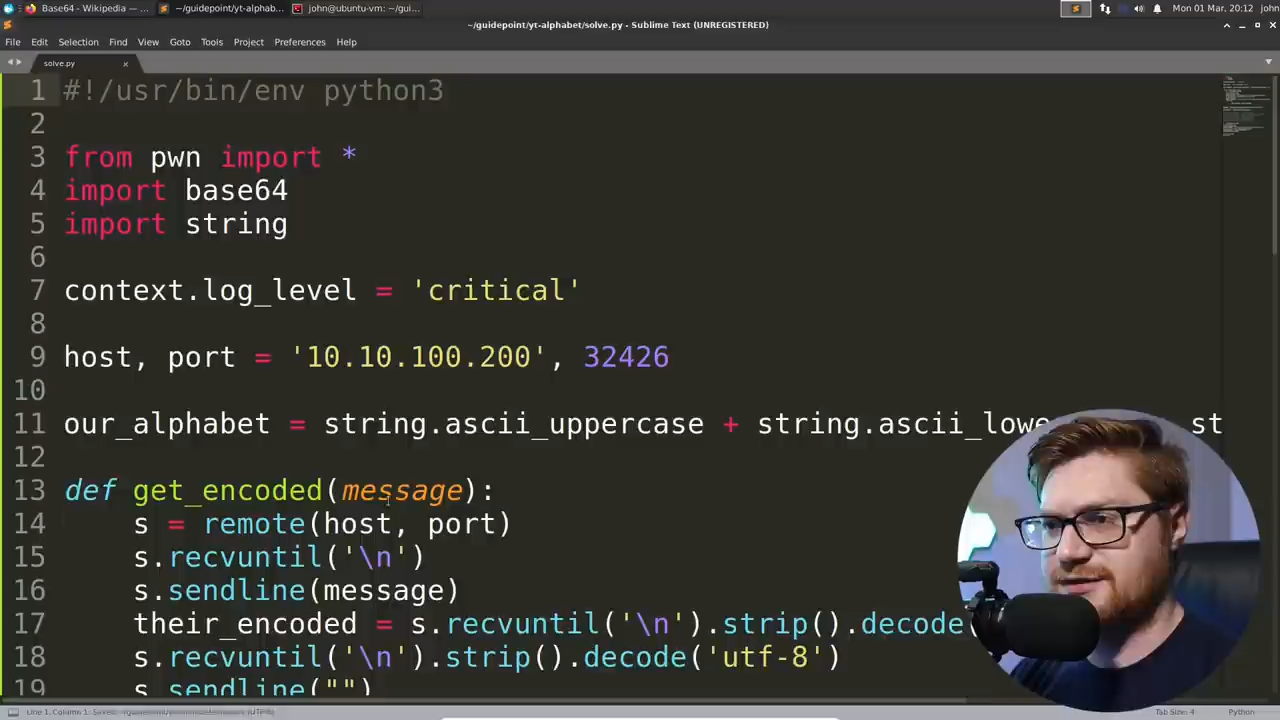 Base64 - Wikipedia — ...
~/guidepoint/yt-alphab...
john@ubuntu-vm: ~/gui...
Mon 01 Mar, 20:12 john
~/guidepoint/yt-alphabet/solve.py - Sublime Text (UNREGISTERED)
File Edit Selection Find View Goto Tools Project Preferences Help
solve.py
1 #!/usr/bin/env python3
2
3 from pwn import *
4 import base64
5 import string
6
7 context.log_level = 'critical'
8
9 host, port = '10.10.100.200', 32426
10
11 our_alphabet = string.ascii_uppercase + string.ascii_lowe st
12
13 def get_encoded(message):
14 s = remote(host, port)
15 s.recvuntil('\n')
16 s.sendline(message)
17 their_encoded = s.recvuntil('\n').strip().decode(
18 s.recvuntil('\n').strip().decode('utf-8')
19 s.sendline("")
Tab Size: 4 Python